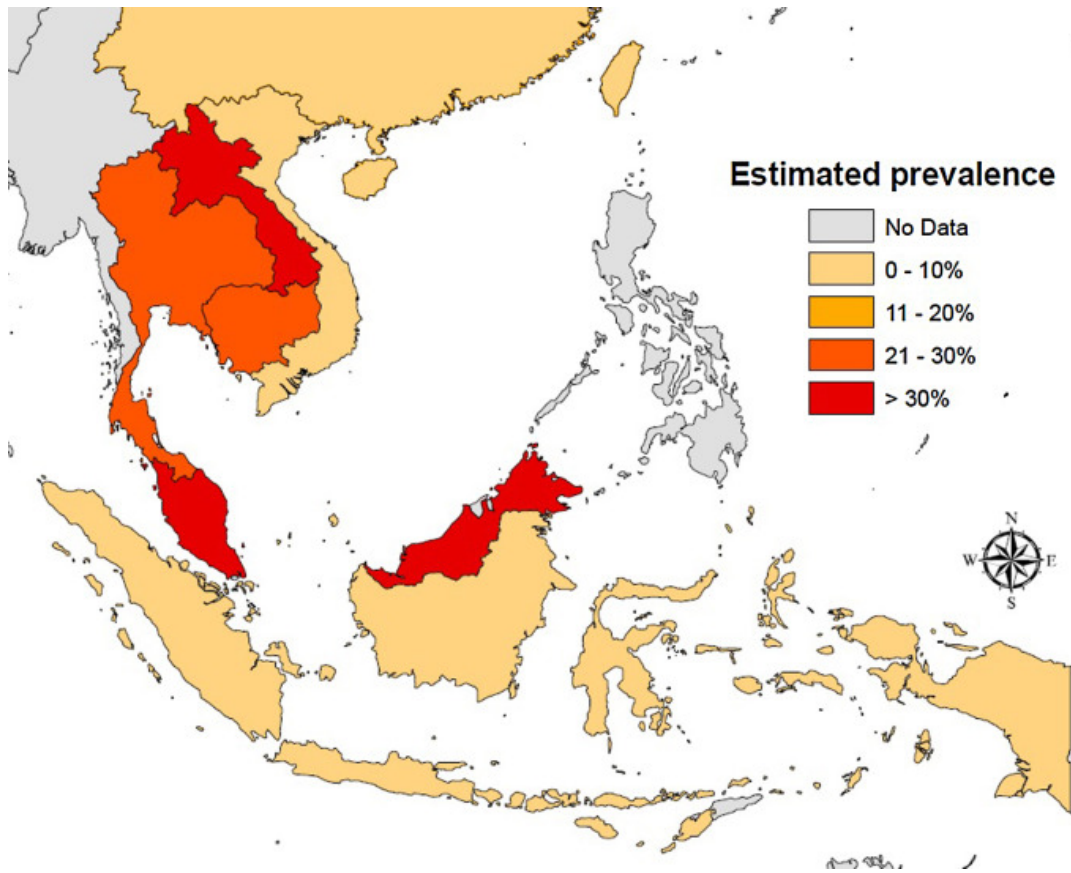 Estimated prevalence
No Data
0 - 10%
11 - 20%
21 - 30%
> 30%
N
W E
S